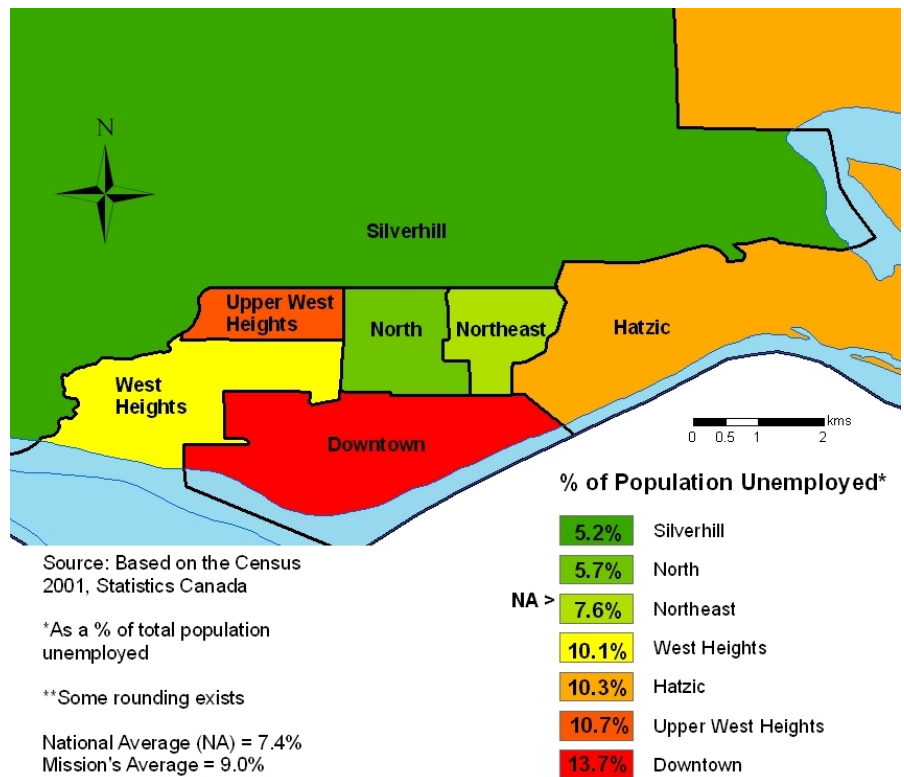 N
Silverhill
Upper West
Heights
North
Northeast
Hatzic
West
Heights
Downtown
kms
0 0.5 1 2
% of Population Unemployed*
5.2% Silverhill
5.7% North
NA >
7.6% Northeast
10.1% West Heights
10.3% Hatzic
10.7% Upper West Heights
13.7% Downtown
Source: Based on the Census
2001, Statistics Canada
*As a % of total population
unemployed
**Some rounding exists
National Average (NA) = 7.4%
Mission's Average = 9.0%